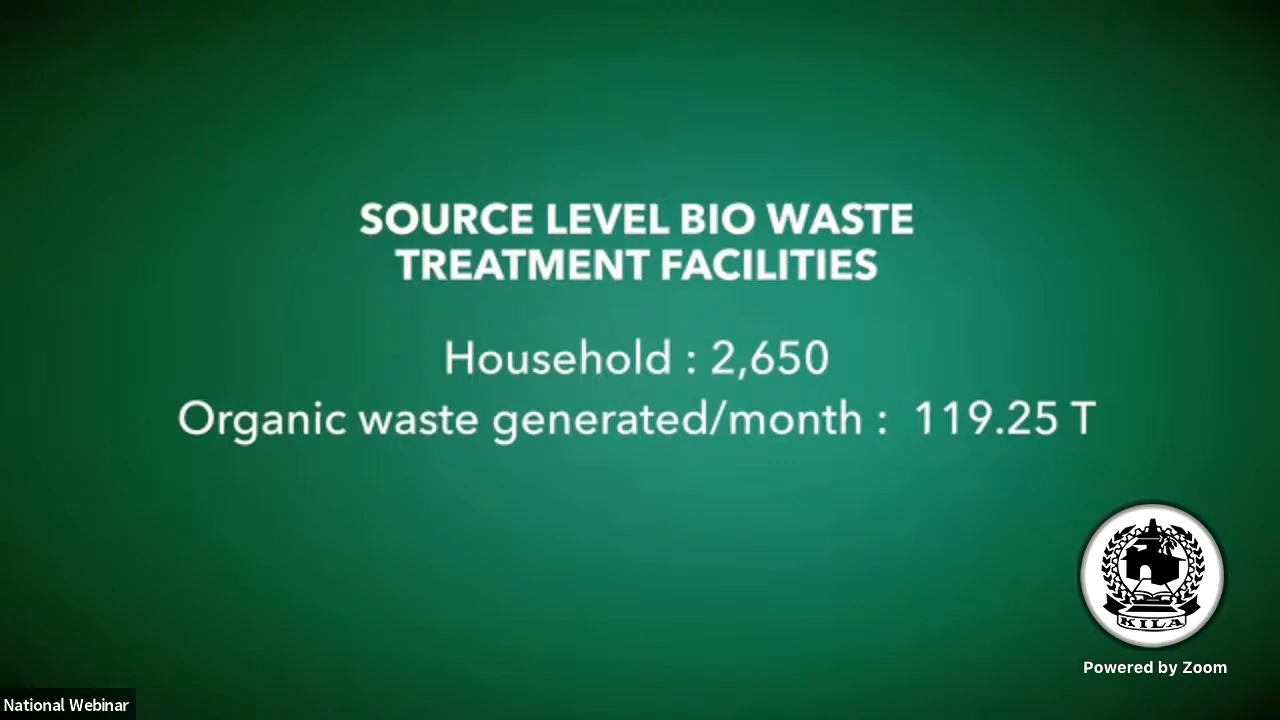 SOURCE LEVEL BIO WASTE
TREATMENT FACILITIES
Household : 2,650
Organic waste generated/month : 119.25 T
KILA
Powered by Zoom
National Webinar